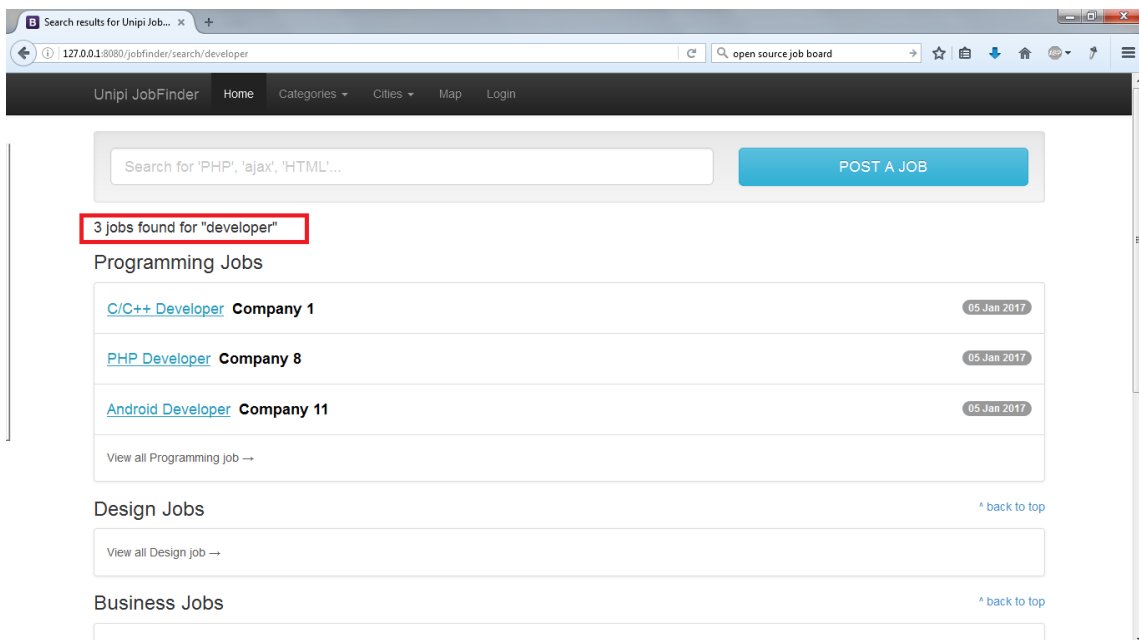 Search results for Unipi Job... × +
127.0.0.1:8080/jobfinder/search/developer open source job board
Unipi JobFinder Home Categories Cities Map Login
Search for 'PHP', 'ajax', 'HTML'... POST A JOB
3 jobs found for "developer"
Programming Jobs
C/C++ Developer Company 1 05 Jan 2017
PHP Developer Company 8 05 Jan 2017
Android Developer Company 11 05 Jan 2017
View all Programming job →
Design Jobs ^ back to top
View all Design job →
Business Jobs ^ back to top